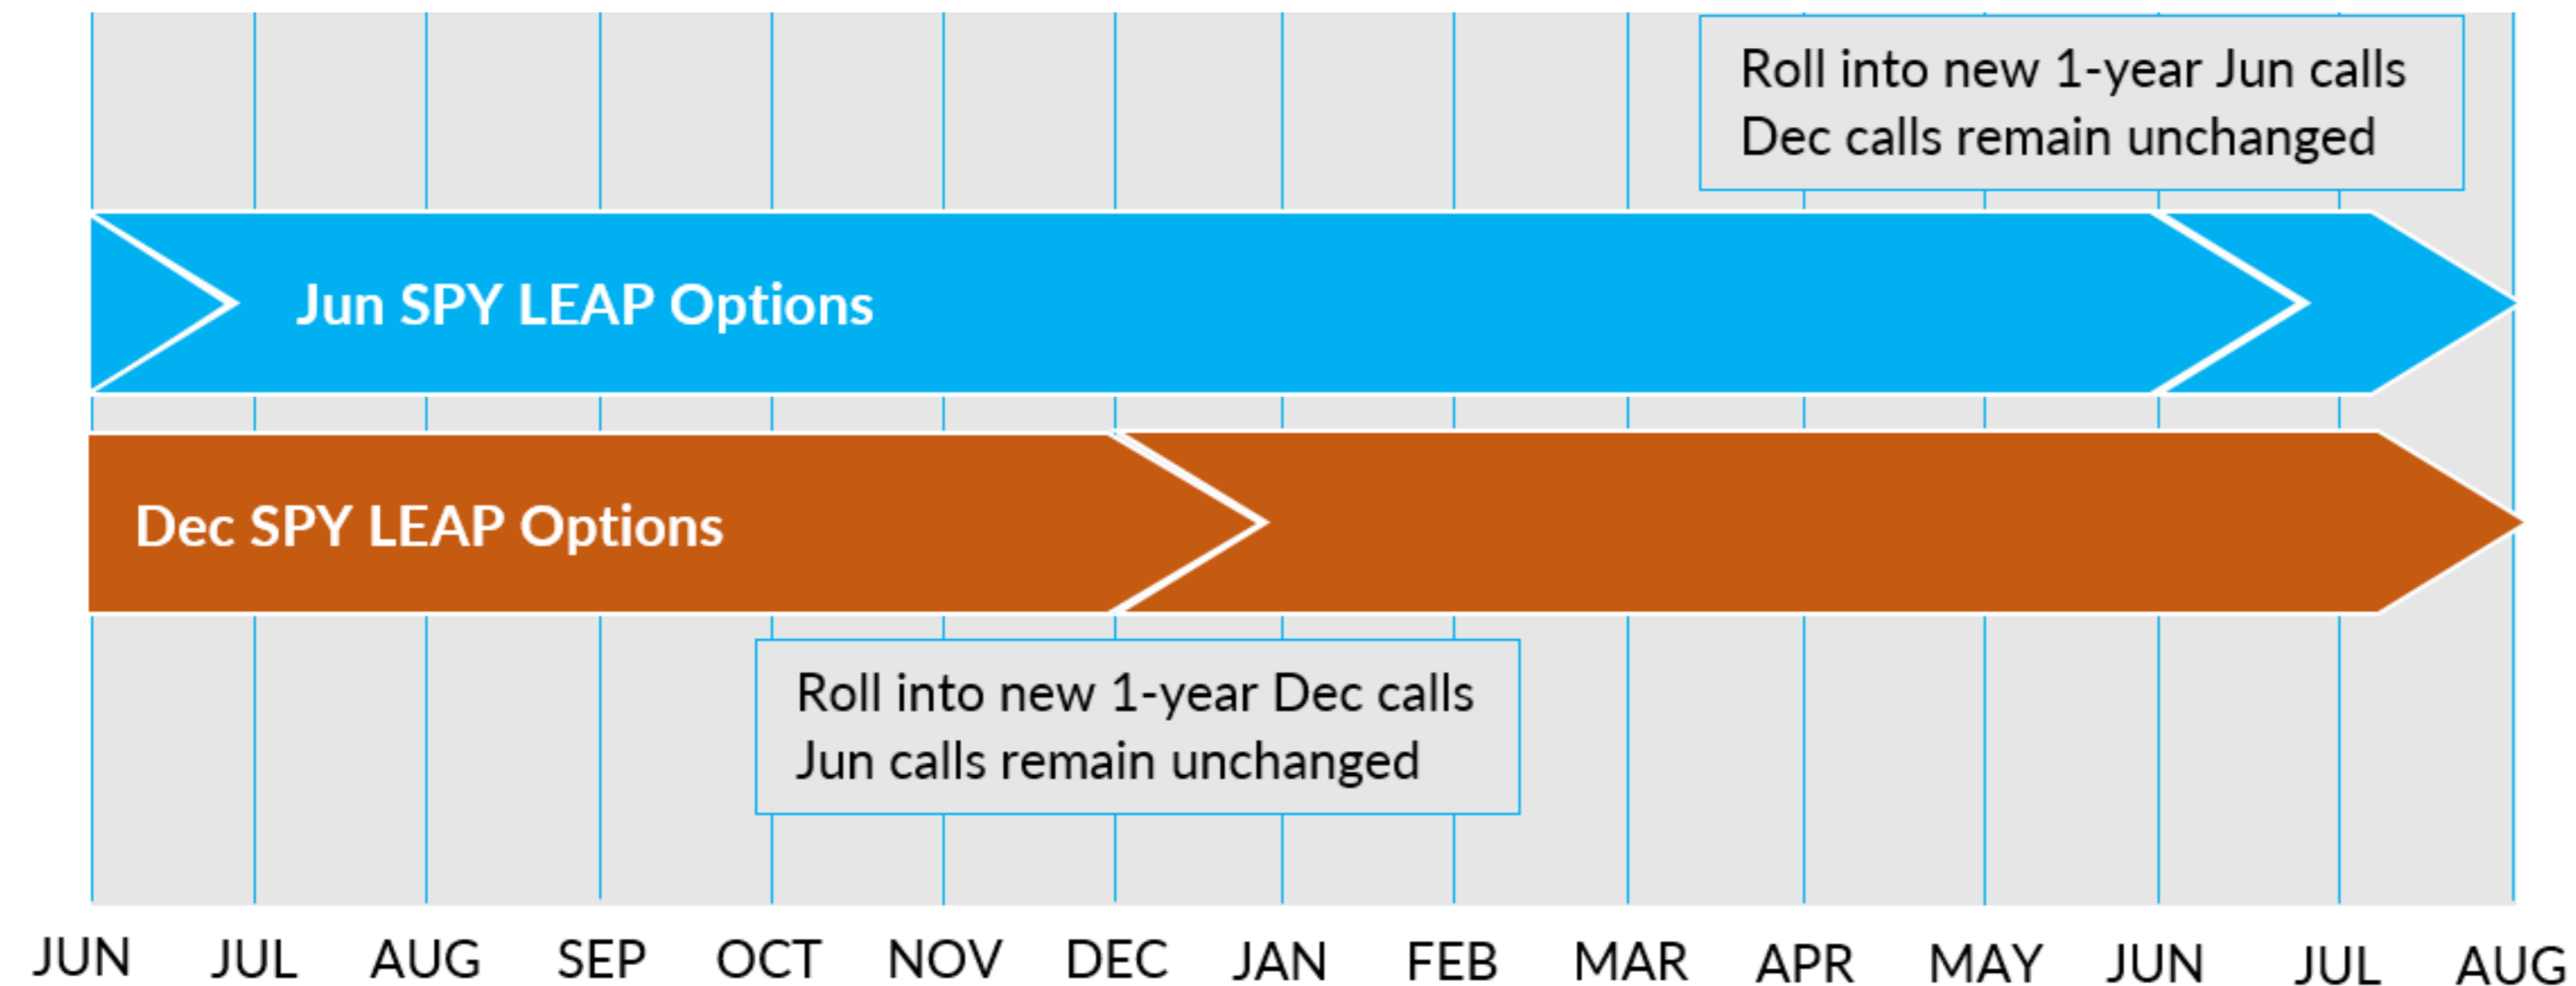 Roll into new 1-year Jun calls
Dec calls remain unchanged
Jun SPY LEAP Options
Dec SPY LEAP Options
Roll into new 1-year Dec calls
Jun calls remain unchanged
JUN JUL AUG SEP OCT NOV DEC JAN FEB MAR APR MAY JUN JUL AUG